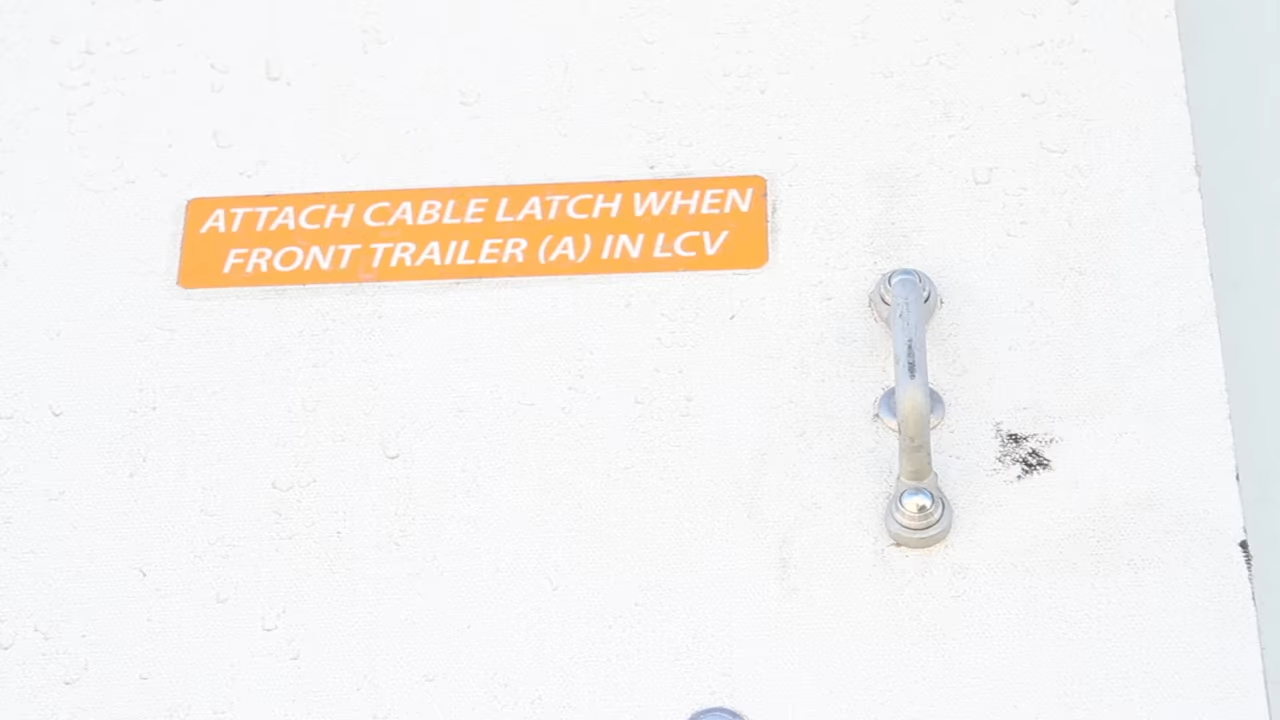 ATTACH CABLE LATCH WHEN
FRONT TRAILER (A) IN LCV